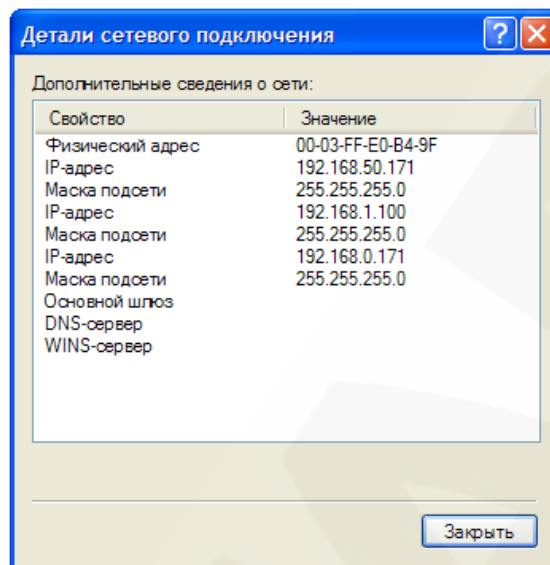 Детали сетевого подключения
Дополнительные сведения о сети:
Свойство Значение
Физический адрес 00-03-FF-E0-B4-9F
IP-адрес 192.168.50.171
Маска подсети 255.255.255.0
IP-адрес 192.168.1.100
Маска подсети 255.255.255.0
IP-адрес 192.168.0.171
Маска подсети 255.255.255.0
Основной шлюз
DNS-сервер
WINS-сервер
Закрыть